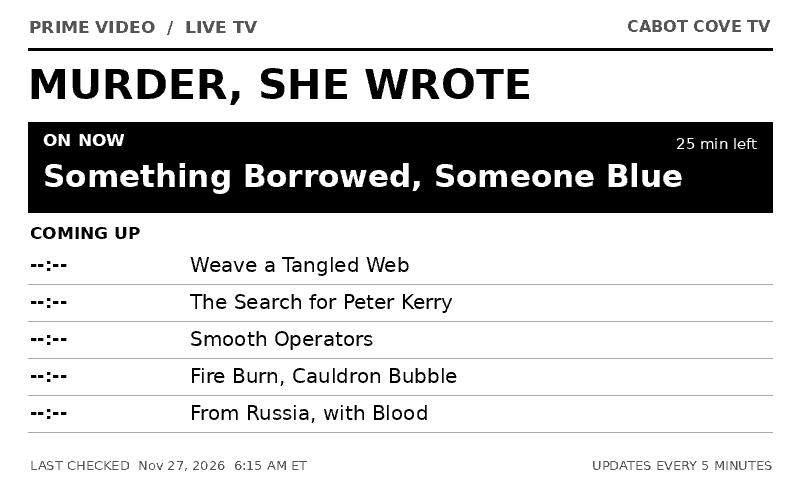 PRIME VIDEO / LIVE TV
CABOT COVE TV
MURDER, SHE WROTE
ON NOW
25 min left
Something Borrowed, Someone Blue
COMING UP
--:-- Weave a Tangled Web
--:-- The Search for Peter Kerry
--:-- Smooth Operators
--:-- Fire Burn, Cauldron Bubble
--:-- From Russia, with Blood
LAST CHECKED Nov 27, 2026 6:15 AM ET
UPDATES EVERY 5 MINUTES